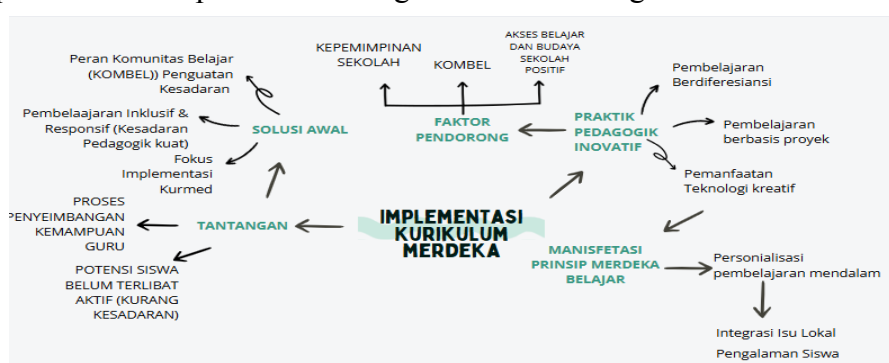 Peran Komunitas Belajar
(KOMBEL)) Penguatan
Kesadaran
Pembelaajaran Inklusif &
Responsif (Kesadaran
Pedagogik kuat)
Fokus
Implementasi
Kurmed
SOLUSI AWAL
KEPEMIMPINAN
SEKOLAH
KOMBEL
AKSES BELAJAR
DAN BUDAYA
SEKOLAH
POSITIF
FAKTOR
PENDORONG
PRAKTIK
PEDAGOGIK
INOVATIF
Pembelajaran
Berdiferesiansi
Pembelajaran
berbasis proyek
Pemanfaatan
Teknologi kreatif
PROSES
PENYEIMBANGAN
KEMAMPUAN
GURU
TANTANGAN
POTENSI SISWA
BELUM TERLIBAT
AKTIF (KURANG
KESADARAN)
IMPLEMENTASI
KURIKULUM
MERDEKA
MANISFETASI
PRINSIP MERDEKA
BELAJAR
Personialisasi
pembelajaran mendalam
Integrasi Isu Lokal
Pengalaman Siswa